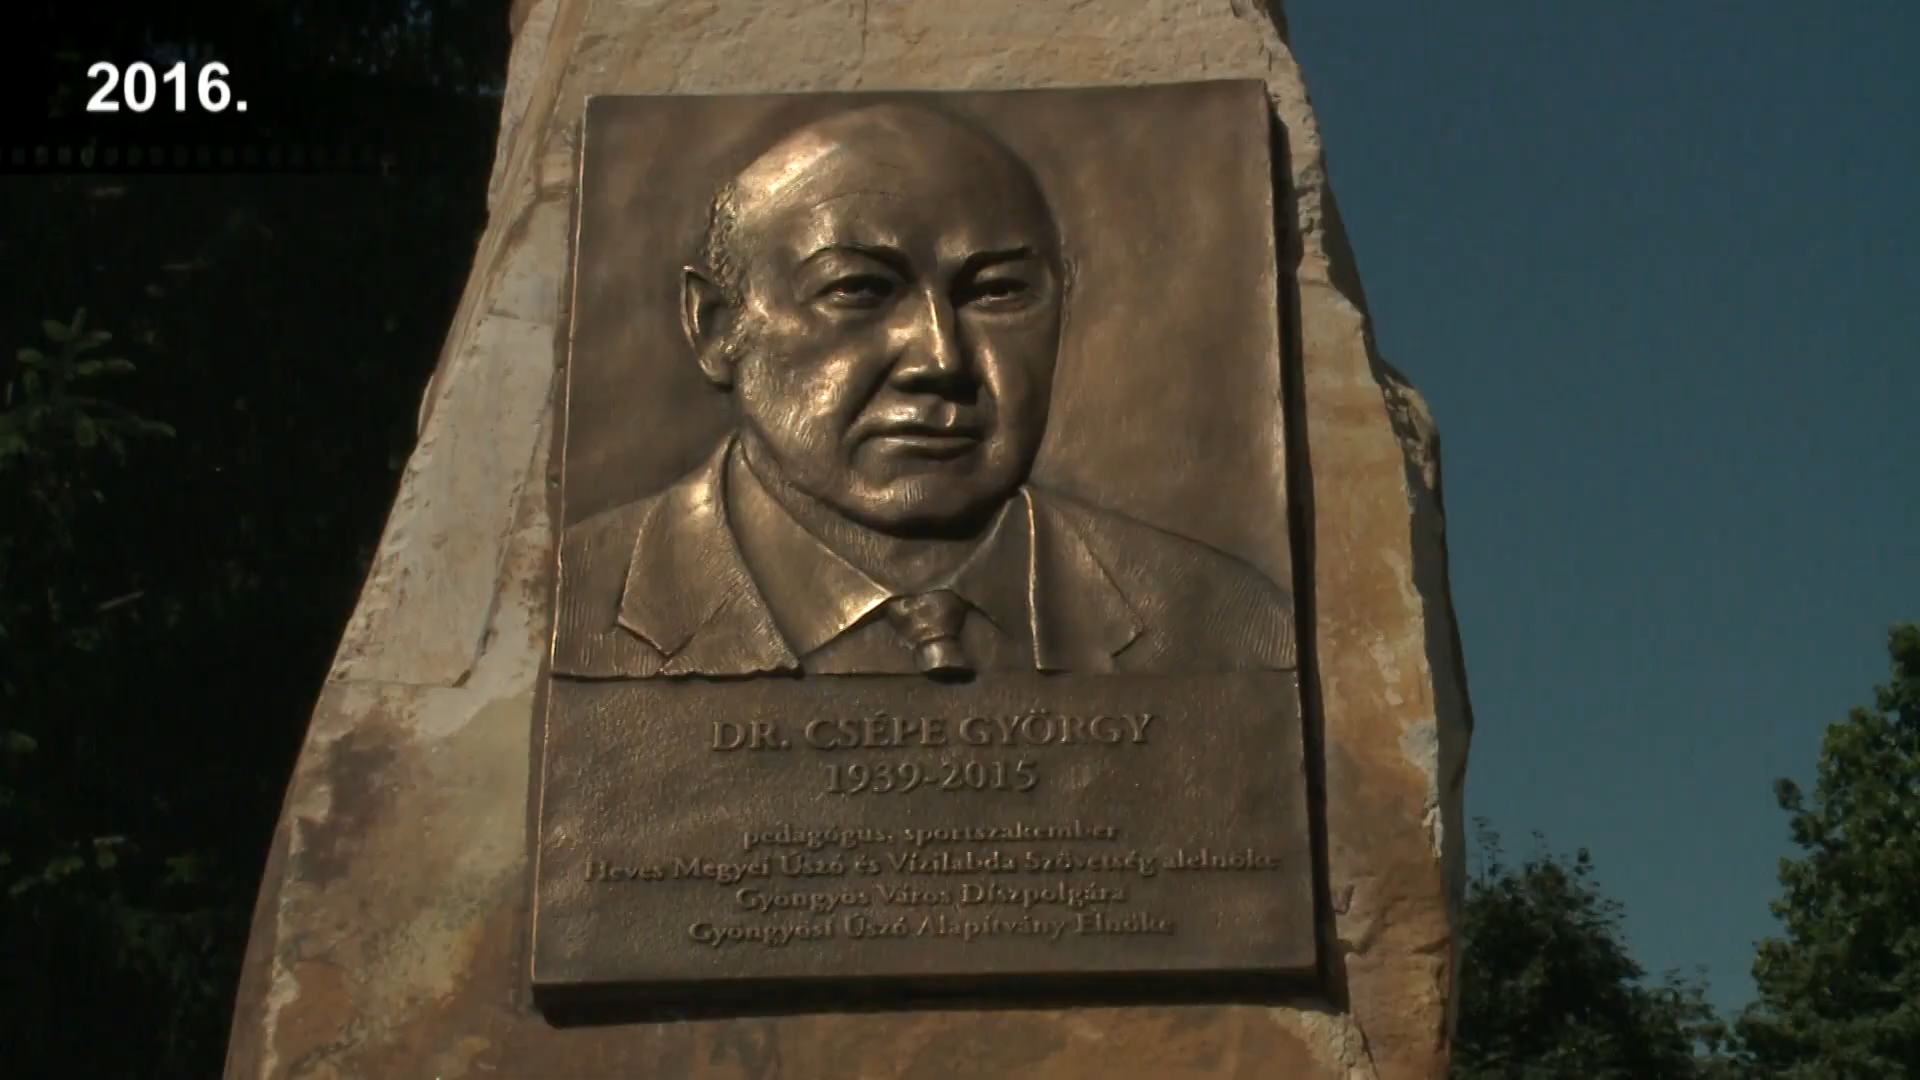 2016.
DR. CSÉPE GYÖRGY
1939-2015
pedagógus, sportszakember
Heves Megyei Úszó és Vízilabda Szövetség alelnöke
Gyöngyös Város Díszpolgára
Gyöngyösi Úszó Alapítvány Elnöke